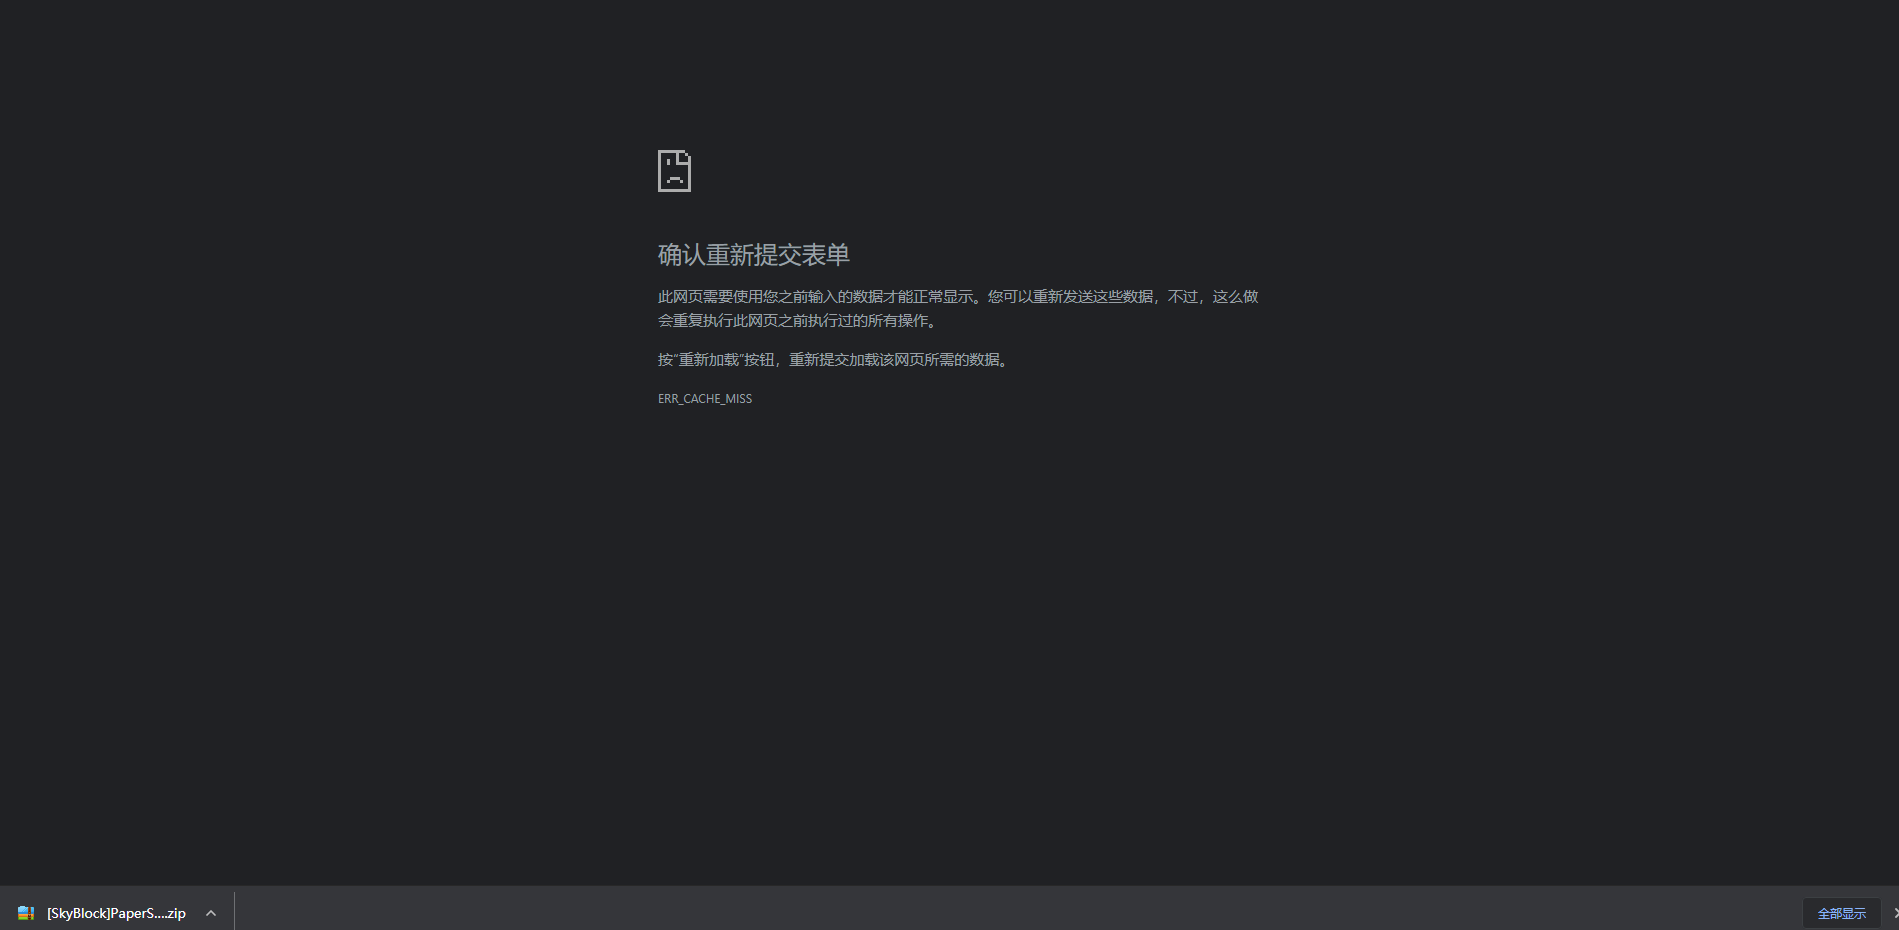 确认重新提交表单
此网页需要使用您之前输入的数据才能正常显示。您可以重新发送这些数据，不过，这么做
会重复执行此网页之前执行过的所有操作。
按“重新加载”按钮，重新提交加载该网页所需的数据。
ERR_CACHE_MISS
[SkyBlock]PaperS....zip
全部显示